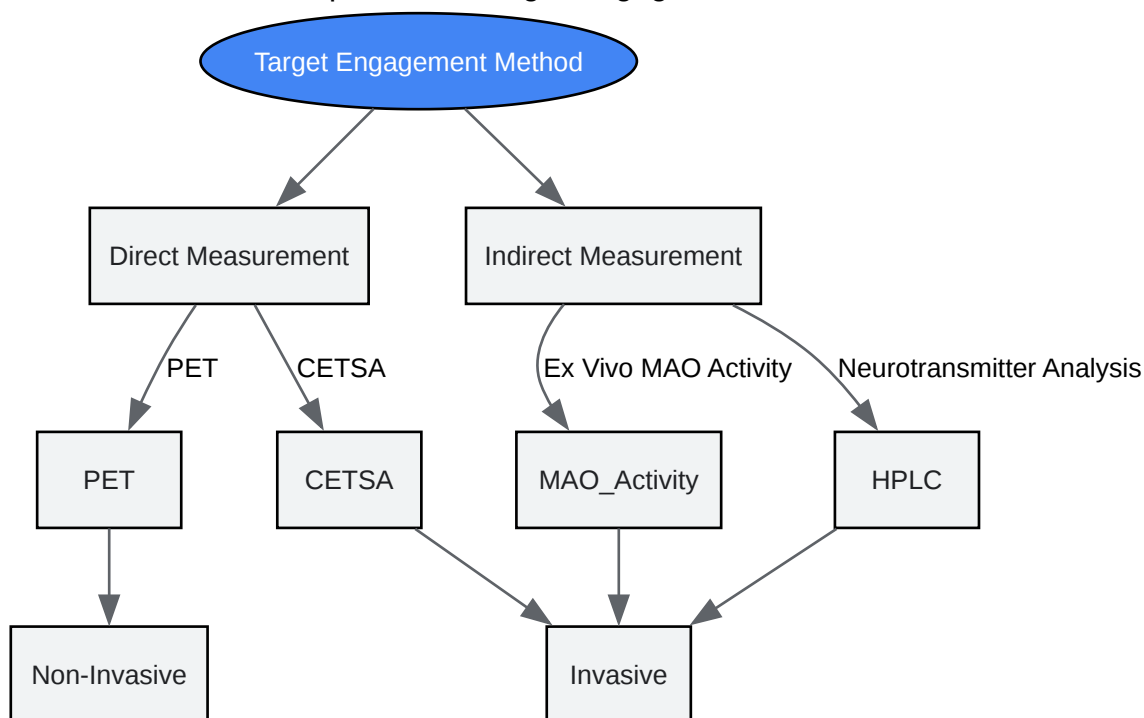 Target Engagement Method
Direct Measurement
Indirect Measurement
PET
CETSA
Ex Vivo MAO Activity
Neurotransmitter Analysis
PET
CETSA
MAO_Activity
HPLC
Non-Invasive
Invasive